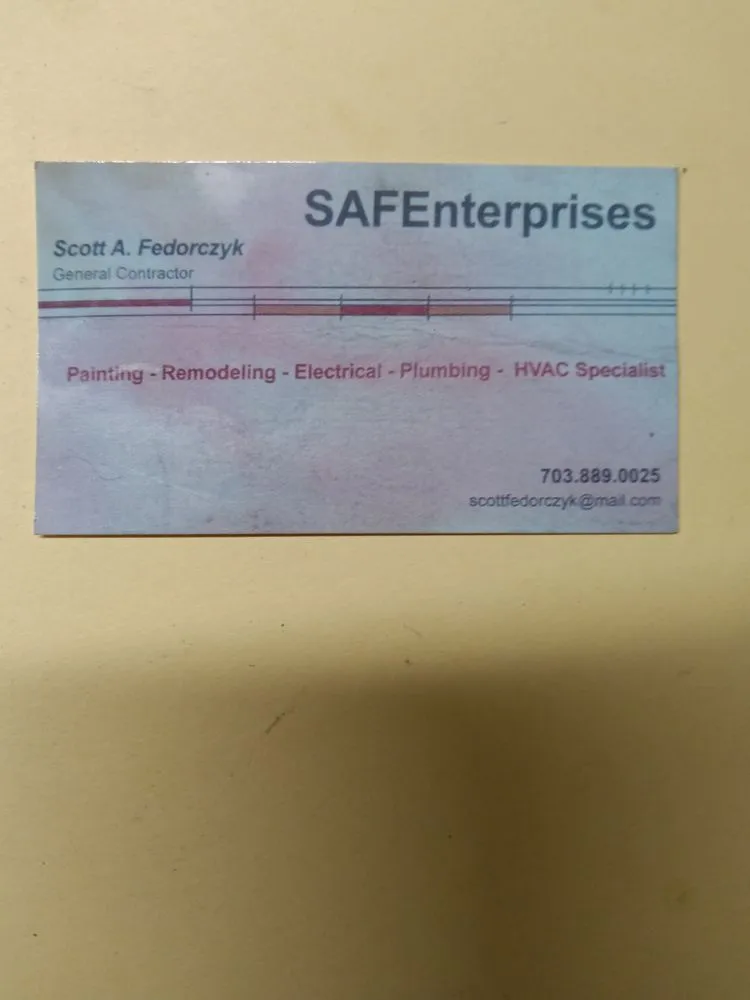 SAFEnterprises
Scott A. Fedorczyk
General Contractor
Painting - Remodeling - Electrical - Plumbing - HVAC Specialist
703.889.0025
scottfedorczyk@mail.com